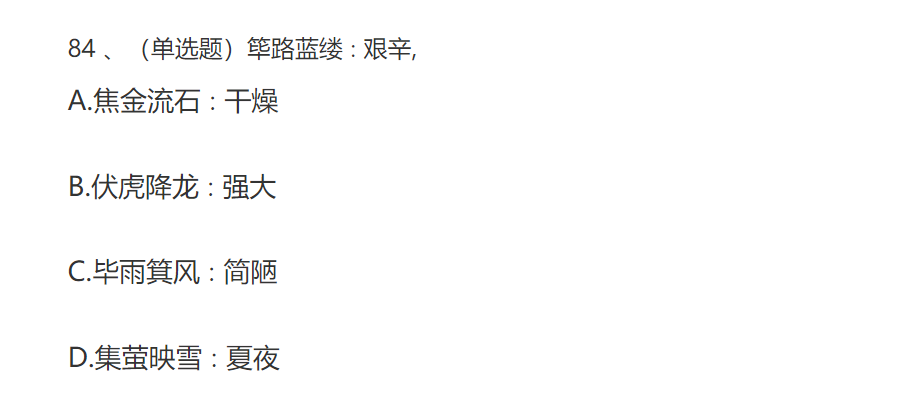 84 、（单选题）筚路蓝缕 : 艰辛,
A.焦金流石 : 干燥
B.伏虎降龙 : 强大
C.毕雨箕风 : 简陋
D.集萤映雪 : 夏夜